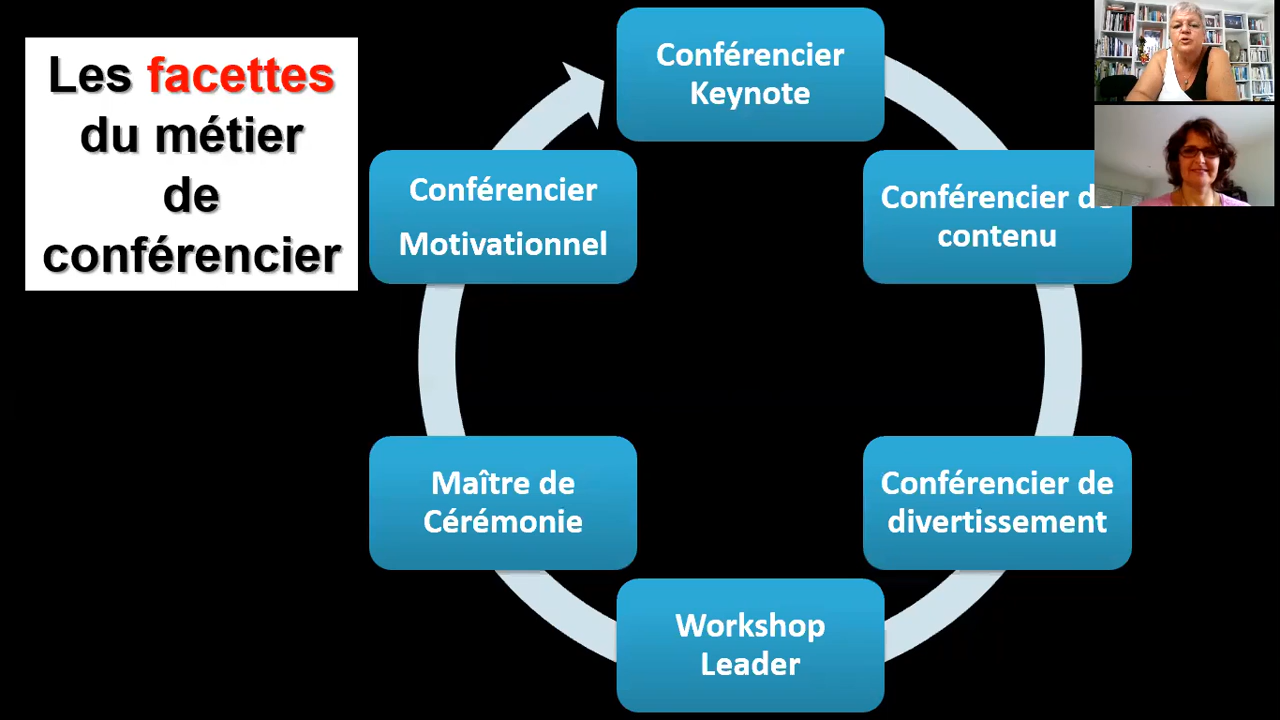 Les facettes
du métier
de
conférencier
Conférencier
Keynote
Conférencier de
contenu
Conférencier de
divertissement
Workshop
Leader
Maître de
Cérémonie
Conférencier
Motivationnel